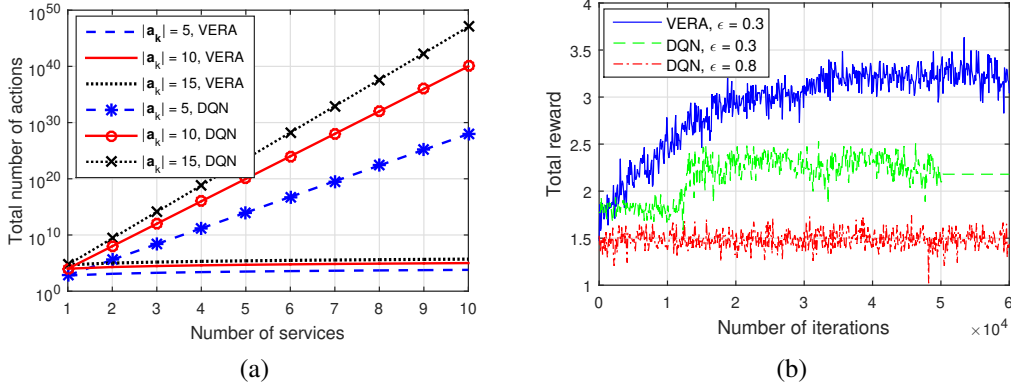 Total number of actions
10^50
10^40
10^30
10^20
10^10
10^0
1 2 3 4 5 6 7 8 9 10
Number of services
|a_k| = 5, VERA
|a_k| = 10, VERA
|a_k| = 15, VERA
|a_k| = 5, DQN
|a_k| = 10, DQN
|a_k| = 15, DQN
(a)
Total reward
4
3.5
3
2.5
2
1.5
1
0 1 2 3 4 5 6
×10^4
Number of iterations
VERA, ϵ = 0.3
DQN, ϵ = 0.3
DQN, ϵ = 0.8
(b)